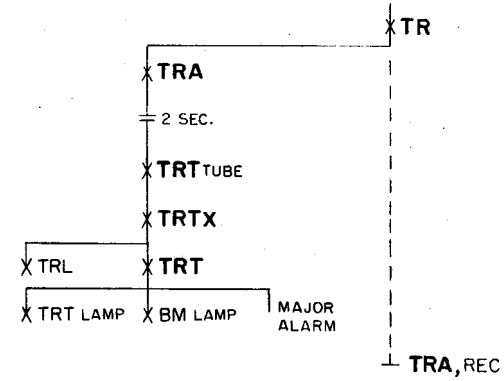 TR
TRA
2 SEC.
TRT TUBE
TRTX
TRL
TRT
TRT LAMP
BM LAMP
MAJOR
ALARM
TRA, REC